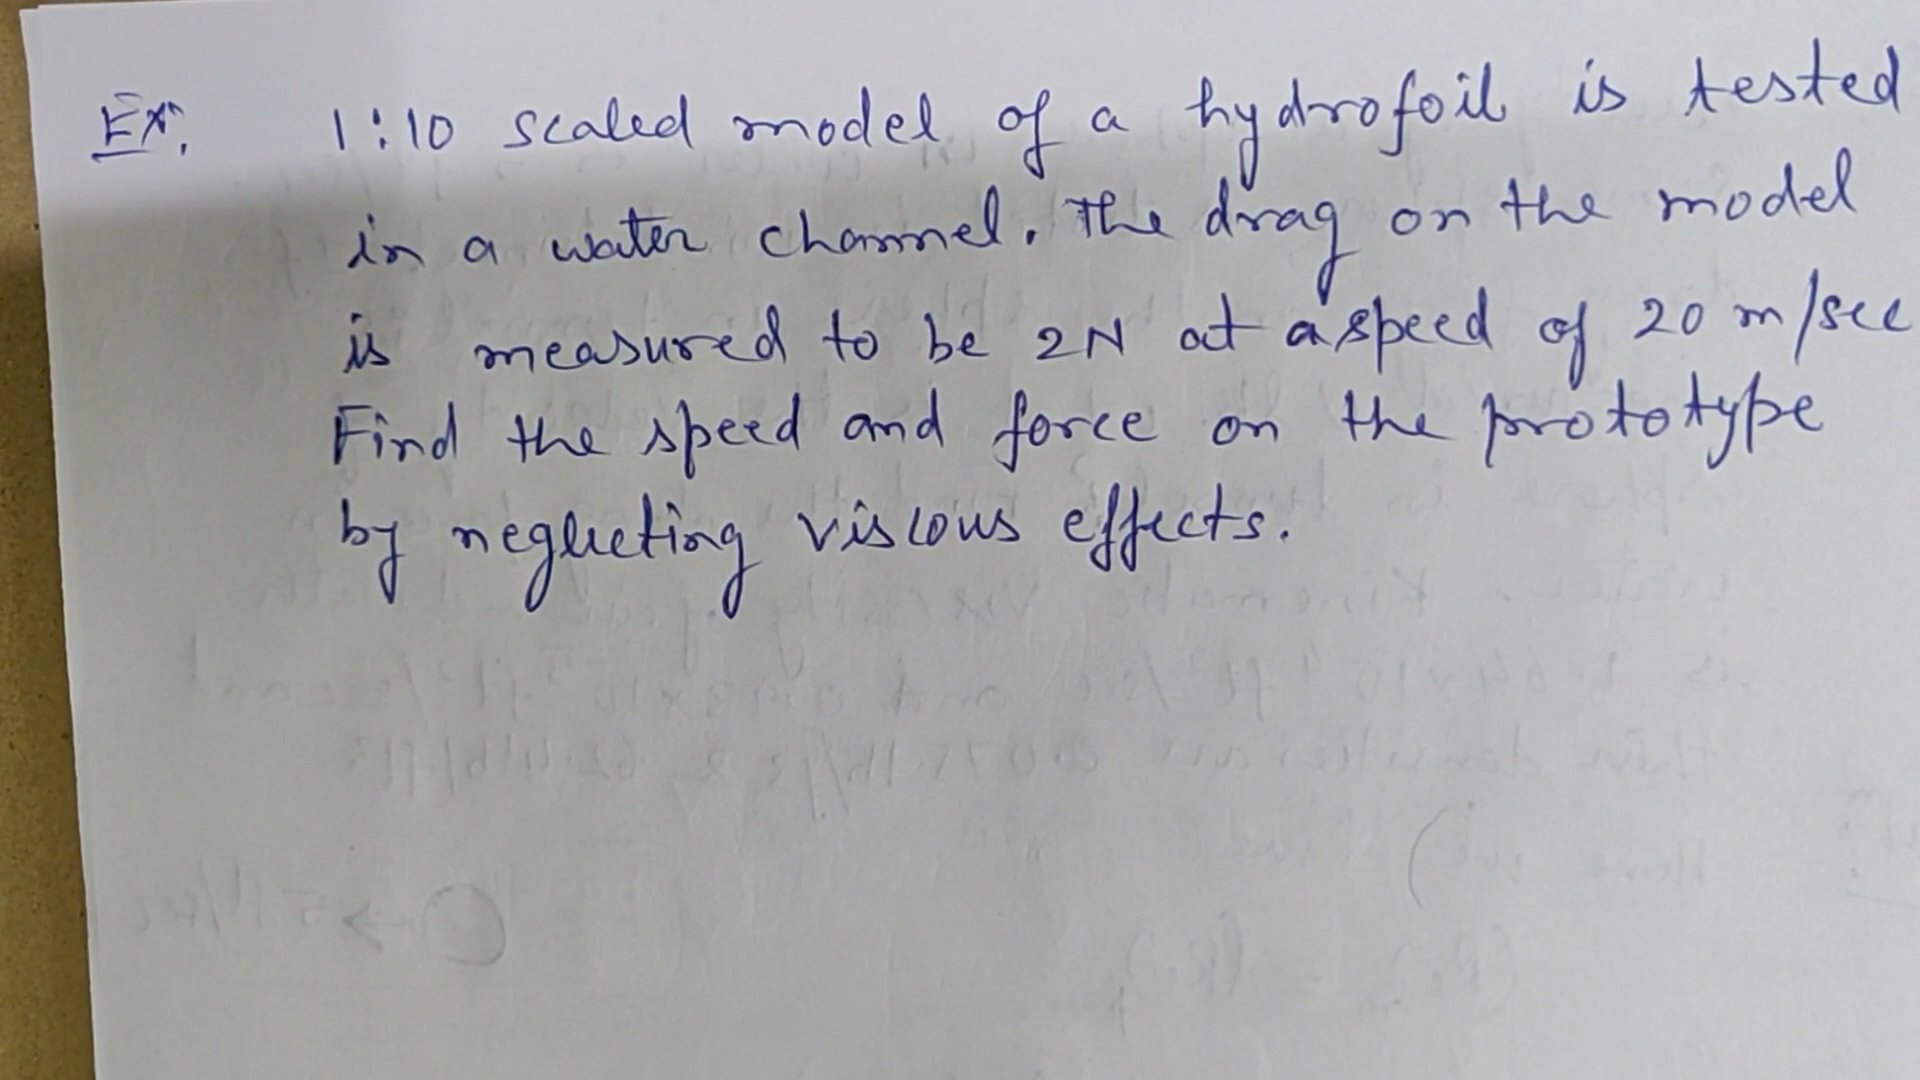 Ex. 1:10 scaled model of a hydrofoil is tested
in a water channel. The drag on the model
is measured to be 2N at a speed of 20 m/sec
Find the speed and force on the prototype
by neglecting viscous effects.